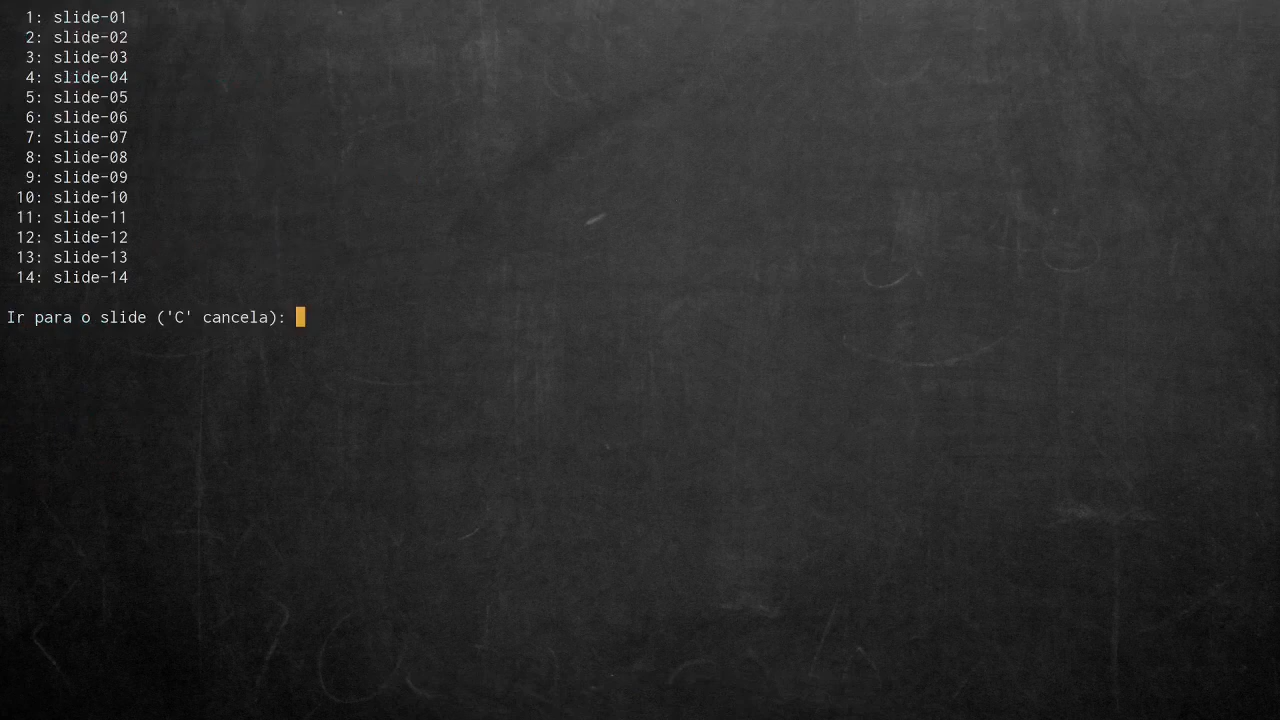 1: slide-01
2: slide-02
3: slide-03
4: slide-04
5: slide-05
6: slide-06
7: slide-07
8: slide-08
9: slide-09
10: slide-10
11: slide-11
12: slide-12
13: slide-13
14: slide-14
Ir para o slide ('C' cancela):